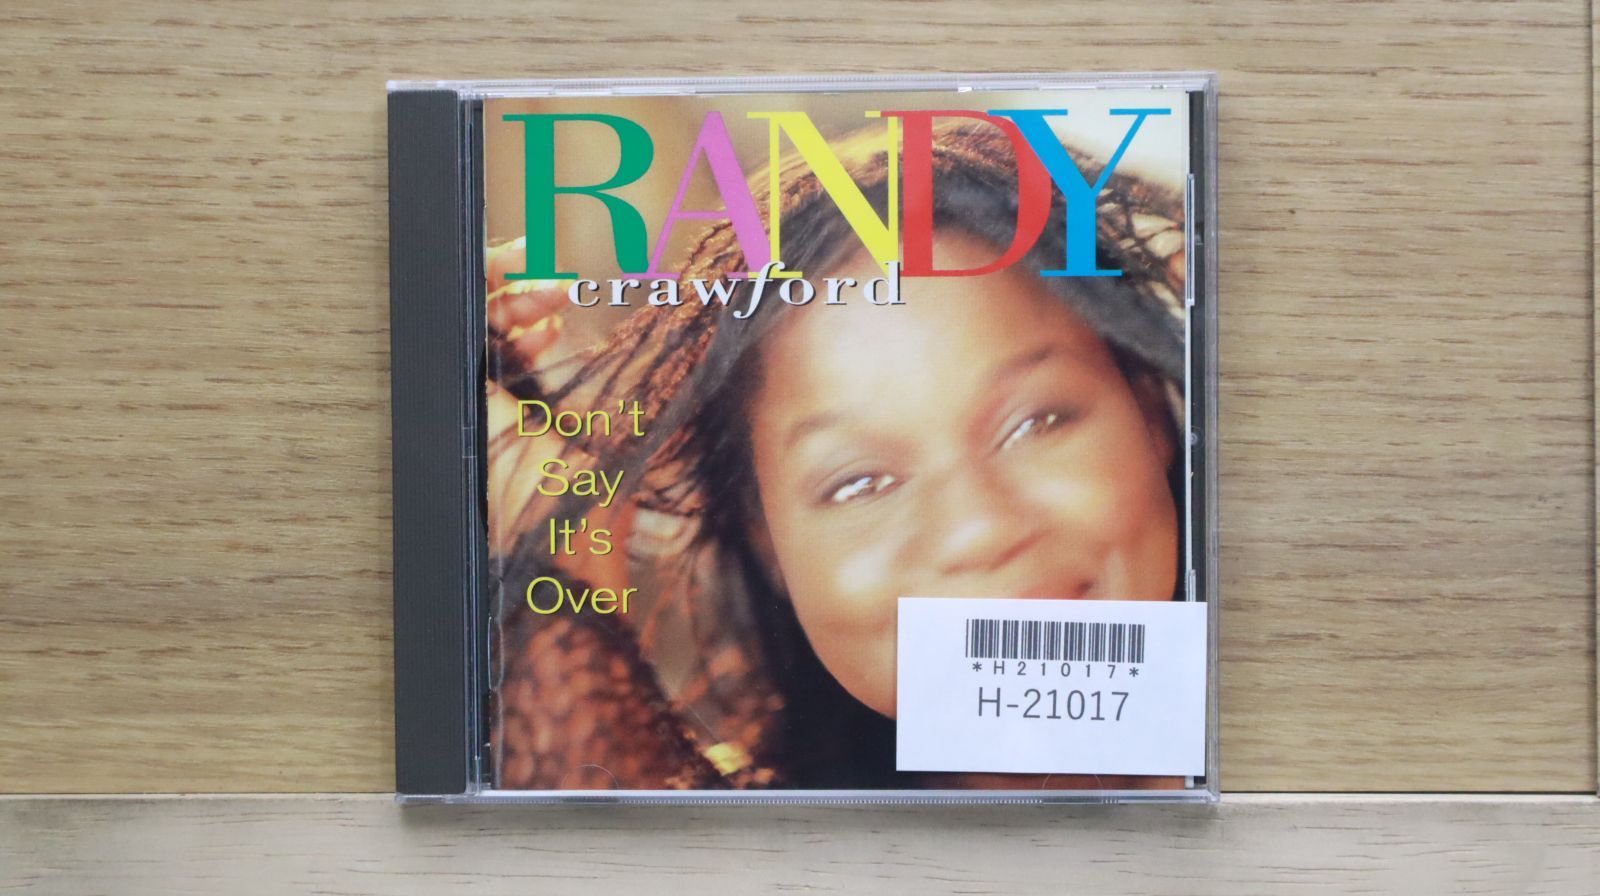 RANDY
crawford
Don't
Say
It's
Over
*H21017*
H-21017